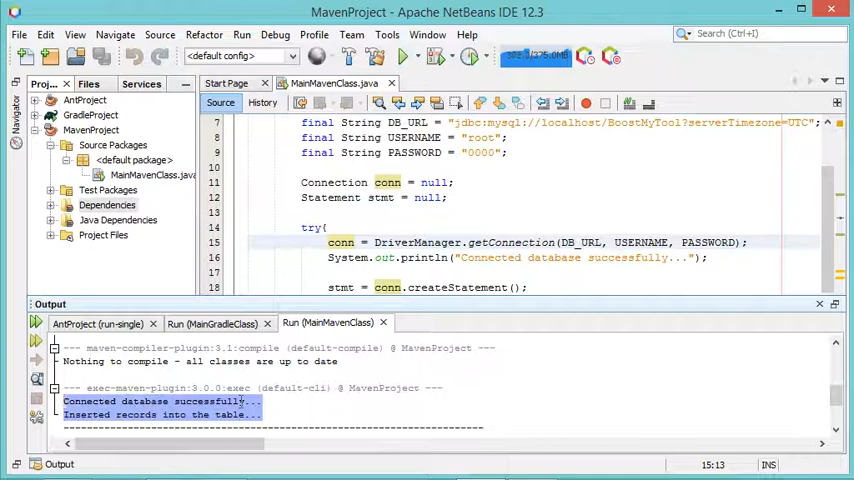 MavenProject - Apache NetBeans IDE 12.3
File Edit View Navigate Source Refactor Run Debug Profile Team Tools Window Help
Search (Ctrl+I)
<default config>
302.3/375.0MB
Proj... Files Services
Start Page
MainMavenClass.java
Navigator
AntProject
GradleProject
MavenProject
Source Packages
<default package>
MainMavenClass.java
Test Packages
Dependencies
Java Dependencies
Project Files
Source History
7 final String DB_URL = "jdbc:mysql://localhost/BoostMyTool?serverTimezone=UTC";
8 final String USERNAME = "root";
9 final String PASSWORD = "0000";
10
11 Connection conn = null;
12 Statement stmt = null;
13
14 try{
15 conn = DriverManager.getConnection(DB_URL, USERNAME, PASSWORD);
16 System.out.println("Connected database successfully...");
17
18 stmt = conn.createStatement();
Output
AntProject (run-single)
Run (MainGradleClass)
Run (MainMavenClass)
--- maven-compiler-plugin:3.1:compile (default-compile) @ MavenProject ---
Nothing to compile - all classes are up to date
--- exec-maven-plugin:3.0.0:exec (default-cli) @ MavenProject ---
Connected database successfully...
Inserted records into the table...
------------------------------------------------------------------------
Output
15:13
INS